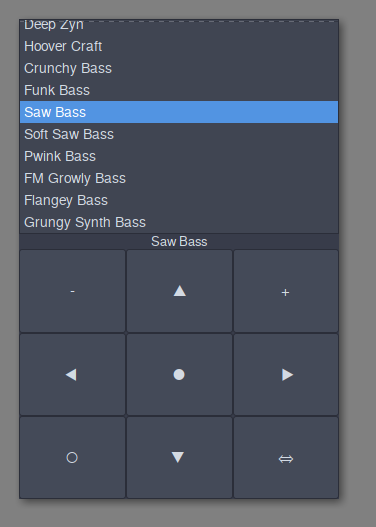 Deep Zyn
Hoover Craft
Crunchy Bass
Funk Bass
Saw Bass
Soft Saw Bass
Pwink Bass
FM Growly Bass
Flangey Bass
Grungy Synth Bass
Saw Bass
- ▲ +
◀ ● ▶
○ ▼ ⇔